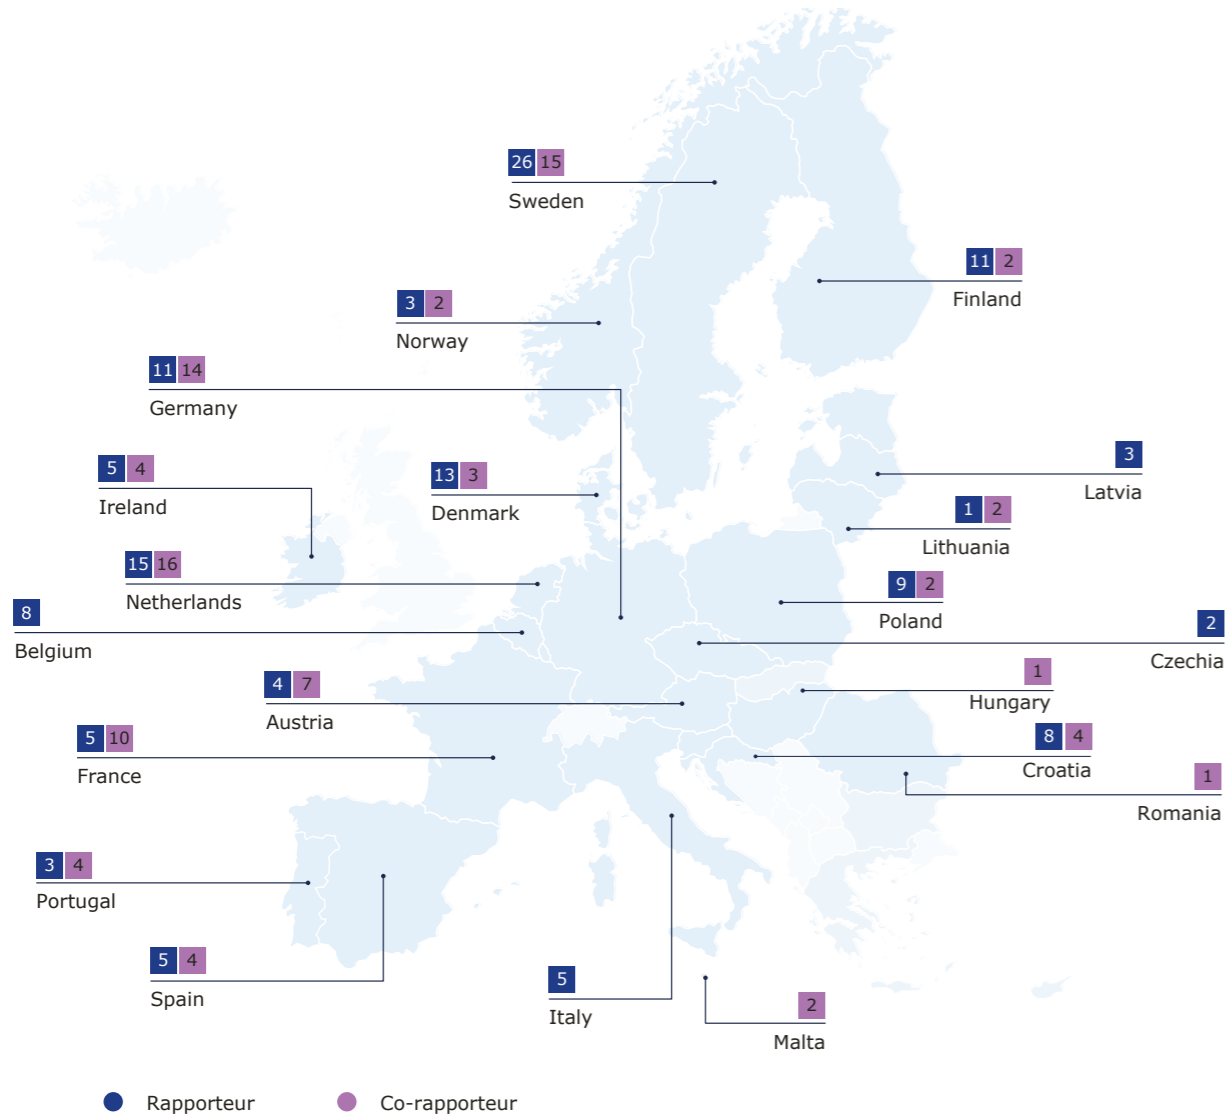 26 15
Sweden
11 2
Finland
3 2
Norway
11 14
Germany
5 4
Ireland
13 3
Denmark
3
Latvia
1 2
Lithuania
15 16
Netherlands
9 2
Poland
8
Belgium
2
Czechia
4 7
Austria
1
Hungary
5 10
France
8 4
Croatia
1
Romania
3 4
Portugal
5 4
Spain
5
Italy
2
Malta
Rapporteur Co-rapporteur